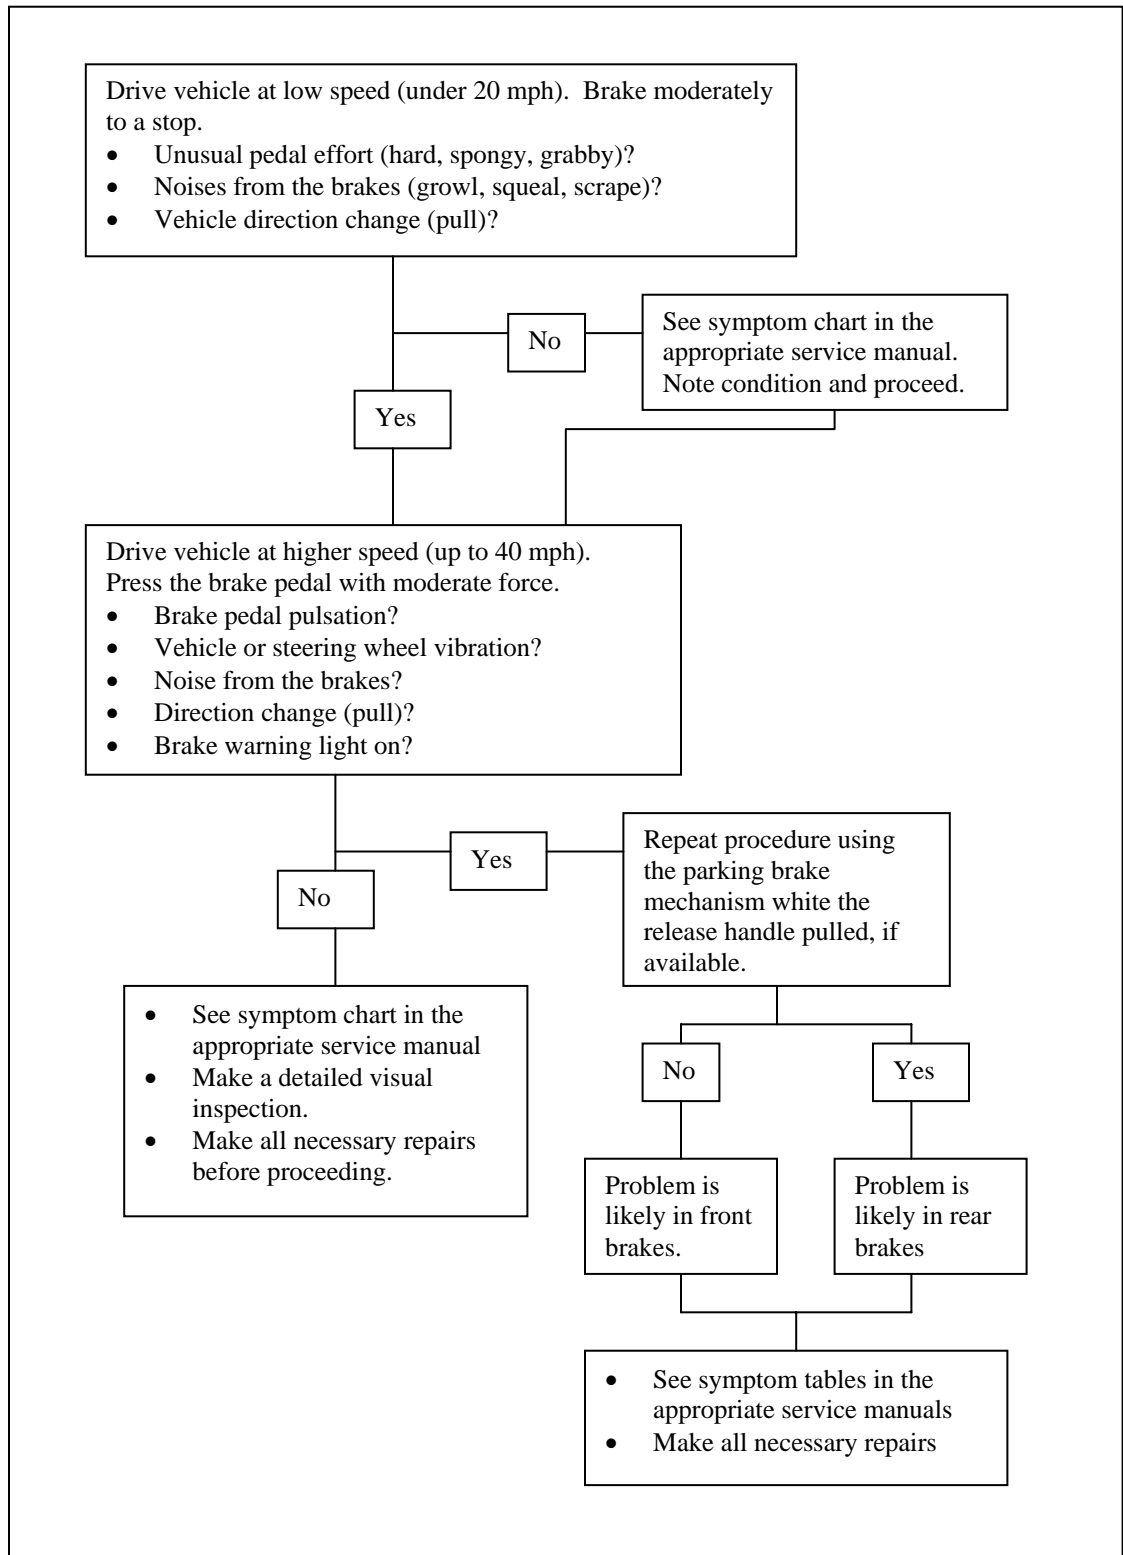 Drive vehicle at low speed (under 20 mph).  Brake moderately
to a stop.
• Unusual pedal effort (hard, spongy, grabby)?
• Noises from the brakes (growl, squeal, scrape)?
• Vehicle direction change (pull)?
No
See symptom chart in the
appropriate service manual.
Note condition and proceed.
Yes
Drive vehicle at higher speed (up to 40 mph).
Press the brake pedal with moderate force.
• Brake pedal pulsation?
• Vehicle or steering wheel vibration?
• Noise from the brakes?
• Direction change (pull)?
• Brake warning light on?
Yes
Repeat procedure using
the parking brake
mechanism white the
release handle pulled, if
available.
No
• See symptom chart in the
appropriate service manual
• Make a detailed visual
inspection.
• Make all necessary repairs
before proceeding.
No
Yes
Problem is
likely in front
brakes.
Problem is
likely in rear
brakes
• See symptom tables in the
appropriate service manuals
• Make all necessary repairs